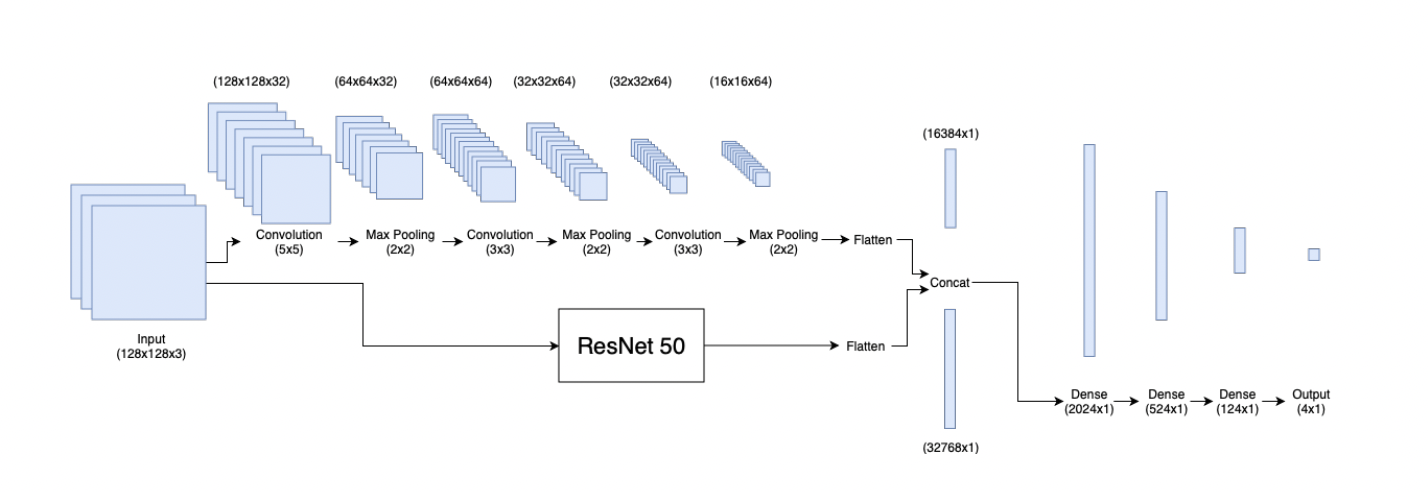 (128x128x32)
(64x64x32)
(64x64x64)
(32x32x64)
(32x32x64)
(16x16x64)
(16384x1)
Convolution
(5x5)
Max Pooling
(2x2)
Convolution
(3x3)
Max Pooling
(2x2)
Convolution
(3x3)
Max Pooling
(2x2)
Flatten
Concat
Input
(128x128x3)
ResNet 50
Flatten
Dense
(2024x1)
Dense
(524x1)
Dense
(124x1)
Output
(4x1)
(32768x1)